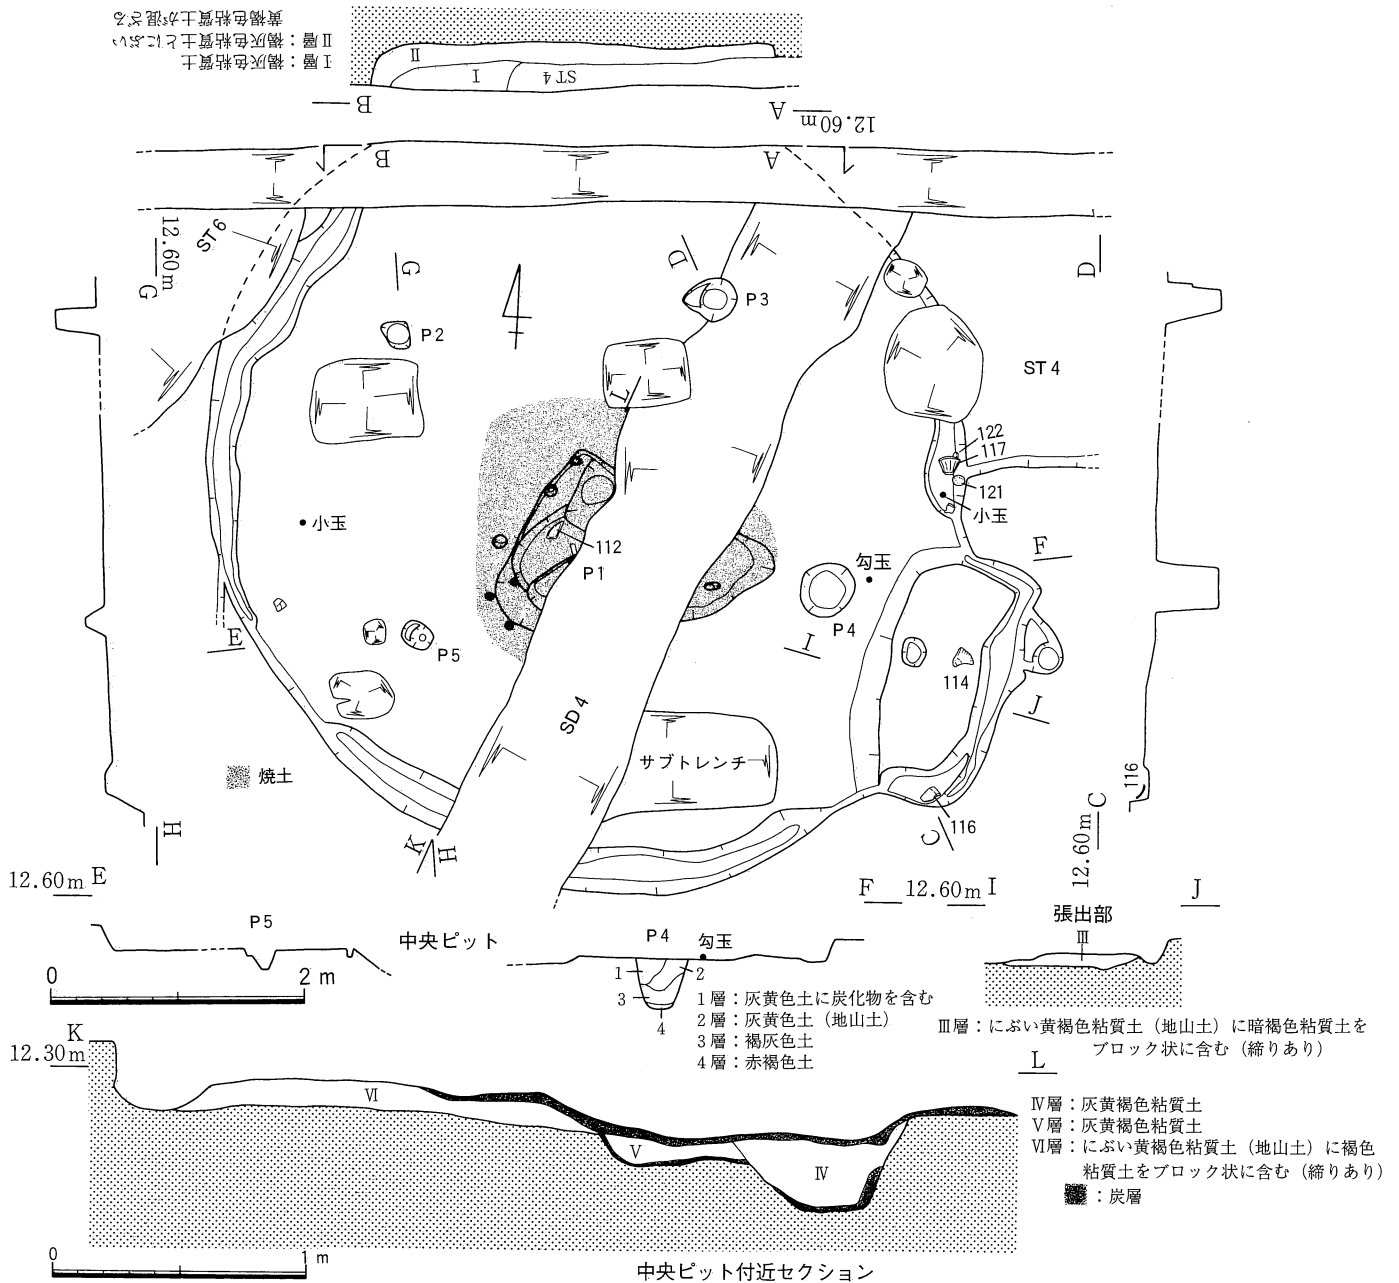 Ⅰ層：褐灰色粘質土
Ⅱ層：褐灰色粘質土とにぶい
黄褐色粘質土が混ざる
Ⅱ
Ⅰ
ST4
B
A
12.60m
B
A
ST6
12.60m
G
G
D
D
P3
P2
ST4
L
122
117
121
小玉
小玉
112
P1
勾玉
F
P4
I
E
P5
114
J
SD4
サブトレンチ
焼土
116
116
C
C
12.60m
K
H
H
12.60m E
F
12.60m I
J
P5
中央ピット
P4
勾玉
張出部
Ⅲ
0
2 m
1
2
3
4
1層：灰黄色土に炭化物を含む
2層：灰黄色土（地山土）
3層：褐灰色土
4層：赤褐色土
Ⅲ層：にぶい黄褐色粘質土（地山土）に暗褐色粘質土を
ブロック状に含む（締りあり）
K
12.30m
L
Ⅵ
Ⅴ
Ⅳ
Ⅳ層：灰黄褐色粘質土
Ⅴ層：灰黄褐色粘質土
Ⅵ層：にぶい黄褐色粘質土（地山土）に褐色
粘質土をブロック状に含む（締りあり）
：炭層
0
1 m
中央ピット付近セクション